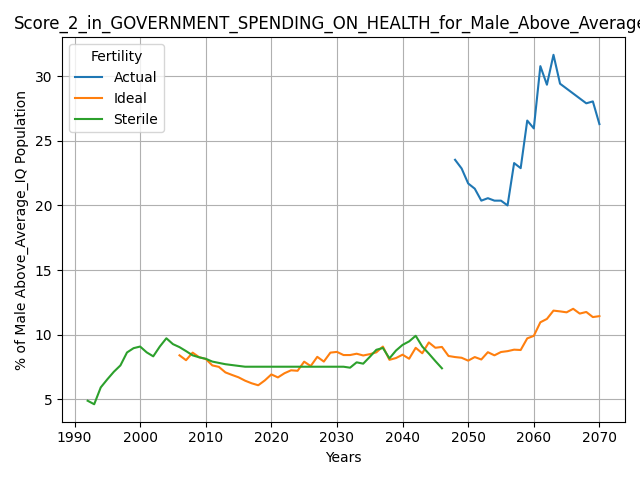 Score_2_in_GOVERNMENT_SPENDING_ON_HEALTH_for_Male_Above_Average
Fertility
Actual
Ideal
Sterile
% of Male Above_Average_IQ Population
30
25
20
15
10
5
1990 2000 2010 2020 2030 2040 2050 2060 2070
Years